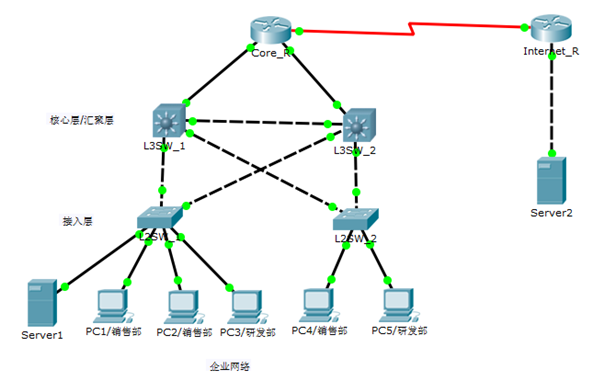 Core_R
Internet_R
核心层/汇聚层
L3SW_1
L3SW_2
接入层
L2SW_1
L2SW_2
Server2
Server1
PC1/销售部
PC2/销售部
PC3/研发部
PC4/销售部
PC5/研发部
企业网络